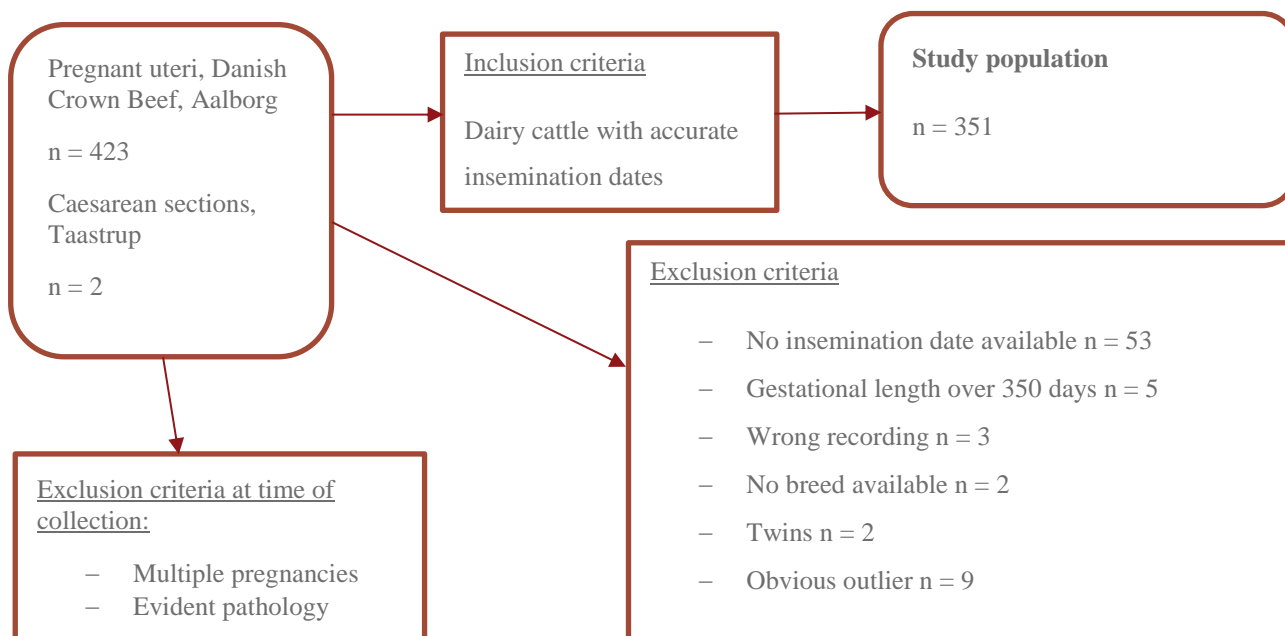 Pregnant uteri, Danish
Crown Beef, Aalborg
n = 423
Caesarean sections,
Taastrup
n = 2
Inclusion criteria
Dairy cattle with accurate
insemination dates
Study population
n = 351
Exclusion criteria
– No insemination date available n = 53
– Gestational length over 350 days n = 5
– Wrong recording n = 3
– No breed available n = 2
– Twins n = 2
– Obvious outlier n = 9
Exclusion criteria at time of
collection:
– Multiple pregnancies
– Evident pathology